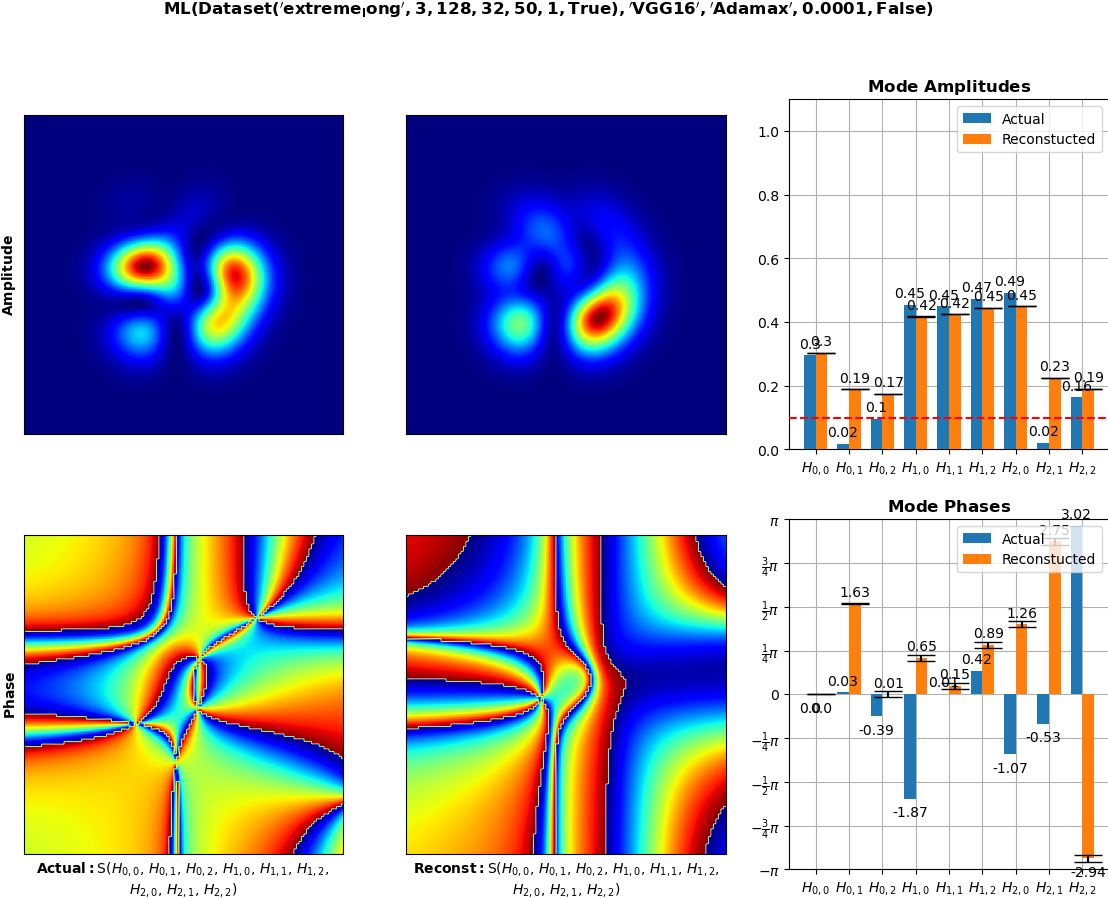 ML(Dataset('extreme_long', 3, 128, 32, 50, 1, True), 'VGG16', 'Adamax', 0.0001, False)
Amplitude
Mode Amplitudes
Actual
Reconstucted
1.0
0.8
0.6
0.4
0.2
0.0
0.3
0.3
0.02
0.19
0.1
0.17
0.45
0.42
0.45
0.42
0.47
0.45
0.49
0.45
0.02
0.23
0.16
0.19
H0,0 H0,1 H0,2 H1,0 H1,1 H1,2 H2,0 H2,1 H2,2
Phase
Mode Phases
Actual
Reconstucted
π
3/4π
1/2π
1/4π
0
−1/4π
−1/2π
−3/4π
−π
0.0
0.0
0.03
1.63
-0.39
0.01
-1.87
0.65
0.15
0.42
0.89
-1.07
1.26
-0.53
2.75
3.02
-2.94
H0,0 H0,1 H0,2 H1,0 H1,1 H1,2 H2,0 H2,1 H2,2
Actual: S(H0,0, H0,1, H0,2, H1,0, H1,1, H1,2,
H2,0, H2,1, H2,2)
Reconst: S(H0,0, H0,1, H0,2, H1,0, H1,1, H1,2,
H2,0, H2,1, H2,2)